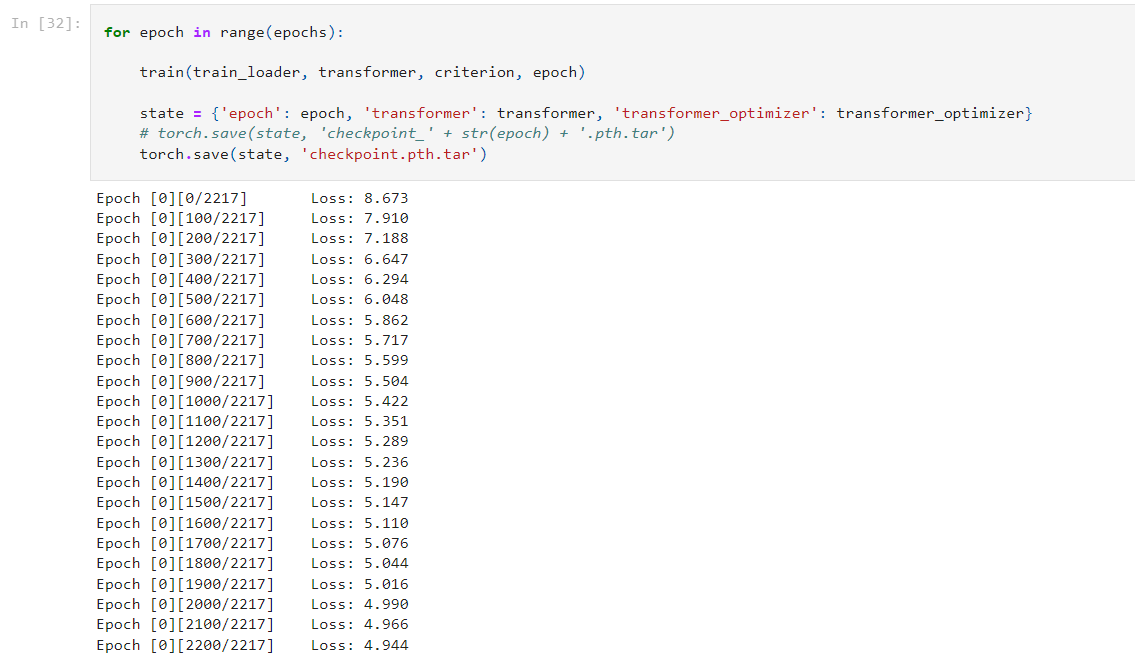 In [32]:
for epoch in range(epochs):
train(train_loader, transformer, criterion, epoch)
state = {'epoch': epoch, 'transformer': transformer, 'transformer_optimizer': transformer_optimizer}
# torch.save(state, 'checkpoint_' + str(epoch) + '.pth.tar')
torch.save(state, 'checkpoint.pth.tar')
Epoch [0][0/2217] Loss: 8.673
Epoch [0][100/2217] Loss: 7.910
Epoch [0][200/2217] Loss: 7.188
Epoch [0][300/2217] Loss: 6.647
Epoch [0][400/2217] Loss: 6.294
Epoch [0][500/2217] Loss: 6.048
Epoch [0][600/2217] Loss: 5.862
Epoch [0][700/2217] Loss: 5.717
Epoch [0][800/2217] Loss: 5.599
Epoch [0][900/2217] Loss: 5.504
Epoch [0][1000/2217] Loss: 5.422
Epoch [0][1100/2217] Loss: 5.351
Epoch [0][1200/2217] Loss: 5.289
Epoch [0][1300/2217] Loss: 5.236
Epoch [0][1400/2217] Loss: 5.190
Epoch [0][1500/2217] Loss: 5.147
Epoch [0][1600/2217] Loss: 5.110
Epoch [0][1700/2217] Loss: 5.076
Epoch [0][1800/2217] Loss: 5.044
Epoch [0][1900/2217] Loss: 5.016
Epoch [0][2000/2217] Loss: 4.990
Epoch [0][2100/2217] Loss: 4.966
Epoch [0][2200/2217] Loss: 4.944